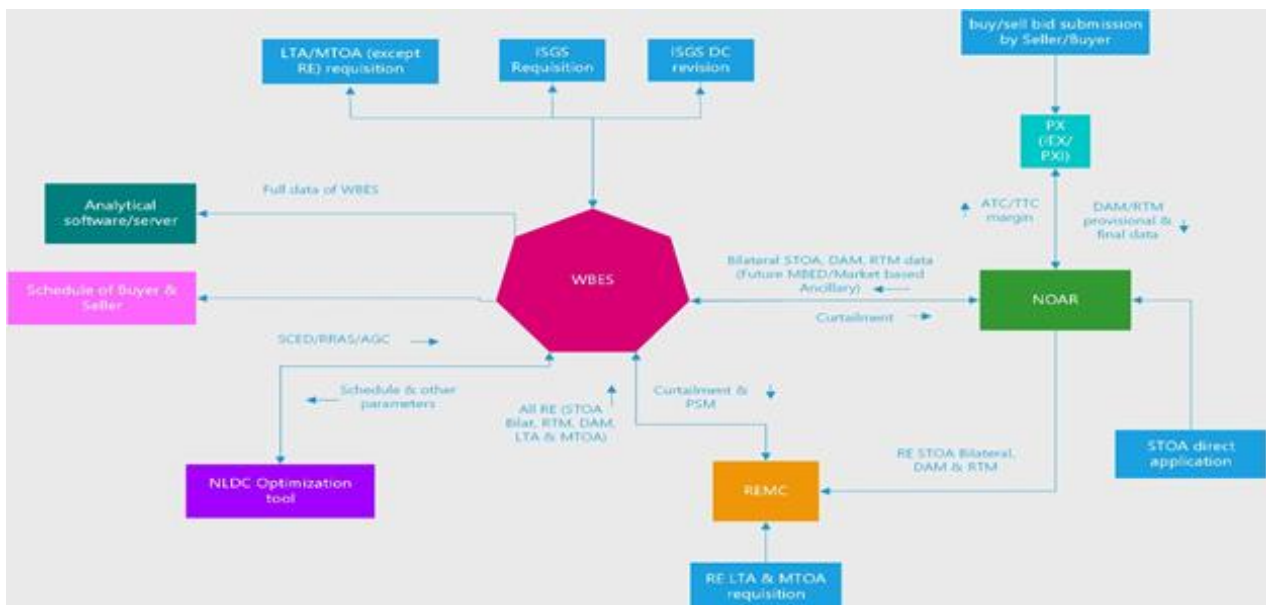 buy/sell bid submission
by Seller/Buyer
LTA/MTOA (except
RE) requisition
ISGS
Requisition
ISGS DC
revision
PX
(IEX/
PXI)
Full data of WBES
Analytical
software/server
ATC/TTC
margin
DAM/RTM
provisional &
final data
Bilateral STOA, DAM, RTM data
(Future MBED/Market based
Ancillary)
WBES
Schedule of Buyer &
Seller
NOAR
Curtailment
SCED/RRAS/AGC
Schedule & other
parameters
All RE (STOA
Bilat, RTM, DAM,
LTA & MTOA)
Curtailment &
PSM
RE STOA Bilateral,
DAM & RTM
STOA direct
application
NLDC Optimization
tool
REMC
RE LTA & MTOA
requisition